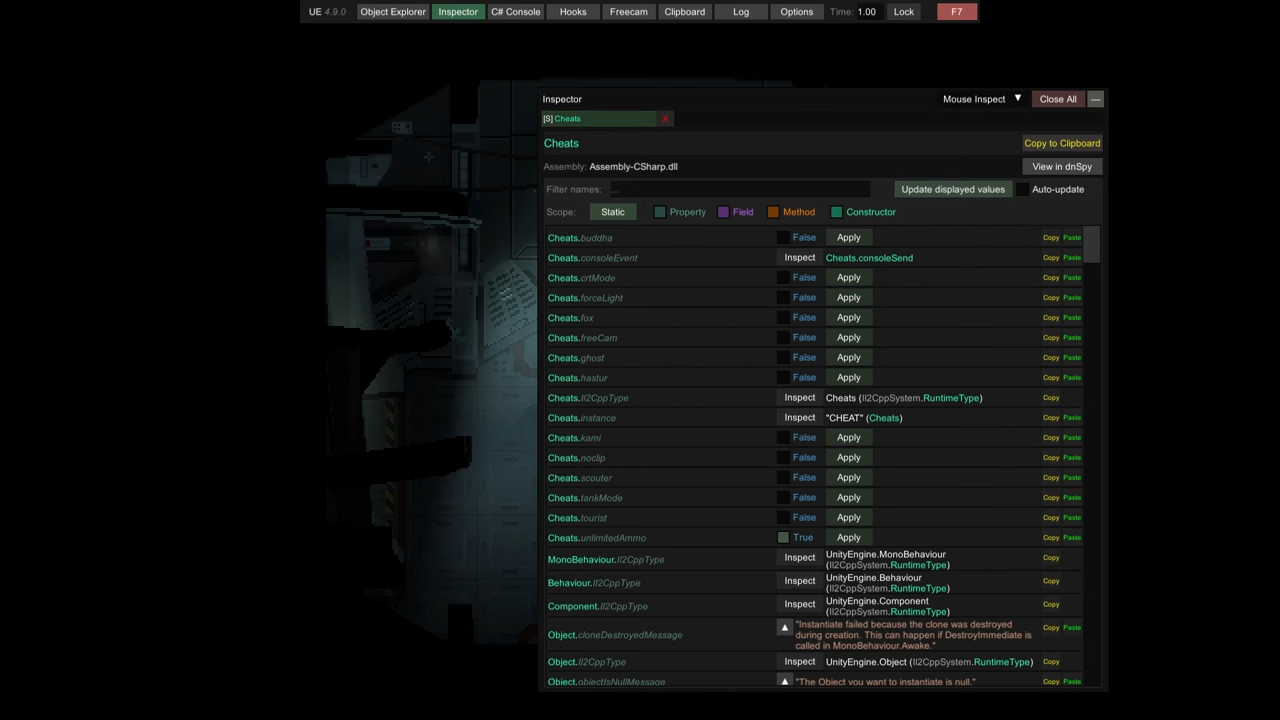 UE 4.9.0 Object Explorer Inspector C# Console Hooks Freecam Clipboard Log Options Time: 1.00 Lock F7
Inspector Mouse Inspect ▼ Close All —
[S] Cheats X
Cheats Copy to Clipboard
Assembly: Assembly-CSharp.dll View in dnSpy
Filter names: ... Update displayed values Auto-update
Scope: Static Property Field Method Constructor
Cheats.buddha False Apply Copy Paste
Cheats.consoleEvent Inspect Cheats.consoleSend Copy Paste
Cheats.crtMode False Apply Copy Paste
Cheats.forceLight False Apply Copy Paste
Cheats.fox False Apply Copy Paste
Cheats.freeCam False Apply Copy Paste
Cheats.ghost False Apply Copy Paste
Cheats.hastur False Apply Copy Paste
Cheats.Il2CppType Inspect Cheats (Il2CppSystem.RuntimeType) Copy
Cheats.instance Inspect "CHEAT" (Cheats) Copy Paste
Cheats.kami False Apply Copy Paste
Cheats.noclip False Apply Copy Paste
Cheats.scouter False Apply Copy Paste
Cheats.tankMode False Apply Copy Paste
Cheats.tourist False Apply Copy Paste
Cheats.unlimitedAmmo True Apply Copy Paste
MonoBehaviour.Il2CppType Inspect UnityEngine.MonoBehaviour
(Il2CppSystem.RuntimeType) Copy
Behaviour.Il2CppType Inspect UnityEngine.Behaviour
(Il2CppSystem.RuntimeType) Copy
Component.Il2CppType Inspect UnityEngine.Component
(Il2CppSystem.RuntimeType) Copy
Object.cloneDestroyedMessage ▲ "Instantiate failed because the clone was destroyed
during creation. This can happen if DestroyImmediate is
called in MonoBehaviour.Awake." Copy Paste
Object.Il2CppType Inspect UnityEngine.Object (Il2CppSystem.RuntimeType) Copy
Object.objectIsNullMessage ▲ "The Object you want to instantiate is null." Copy Paste